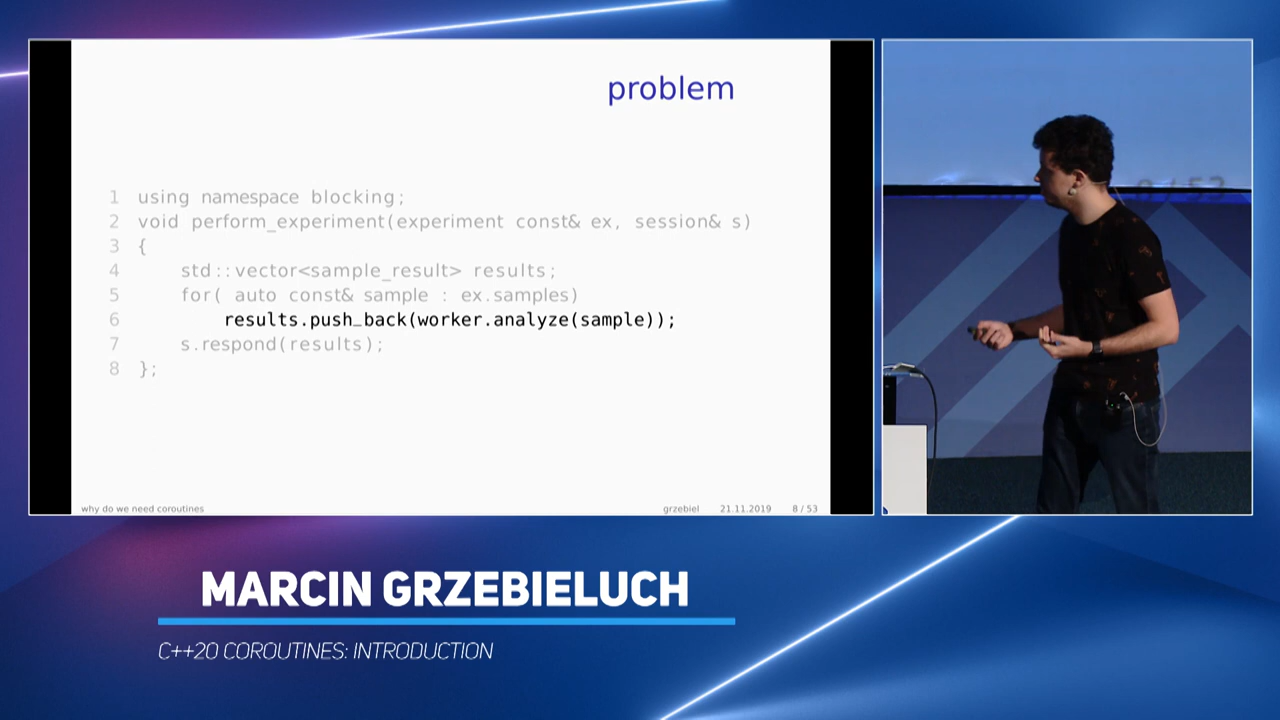 problem
1 using namespace blocking;
2 void perform_experiment(experiment const& ex, session& s)
3 {
4 std::vector<sample_result> results;
5 for( auto const& sample : ex.samples)
6 results.push_back(worker.analyze(sample));
7 s.respond(results);
8 };
why do we need coroutines grzebiel 21.11.2019 8 / 53
MARCIN GRZEBIELUCH
C++20 COROUTINES: INTRODUCTION